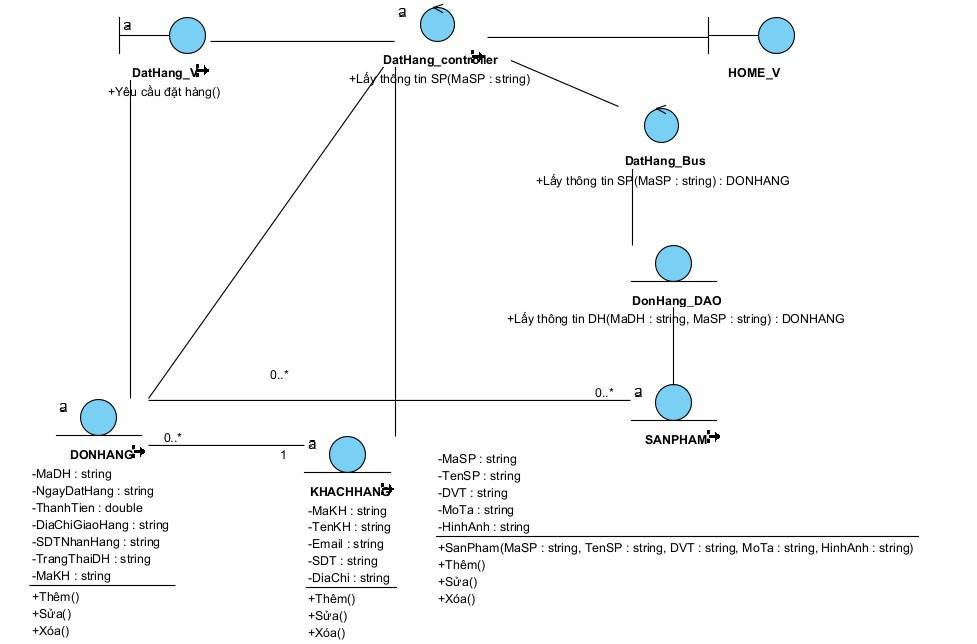 a
DatHang_V
+Yêu cầu đặt hàng()
a
DatHang_controller
+Lấy thông tin SP(MaSP : string)
HOME_V
DatHang_Bus
+Lấy thông tin SP(MaSP : string) : DONHANG
DonHang_DAO
+Lấy thông tin DH(MaDH : string, MaSP : string) : DONHANG
0..*
0..*
a
SANPHAM
-MaSP : string
-TenSP : string
-DVT : string
-MoTa : string
-HinhAnh : string
+SanPham(MaSP : string, TenSP : string, DVT : string, MoTa : string, HinhAnh : string)
+Thêm()
+Sửa()
+Xóa()
a
DONHANG
-MaDH : string
-NgayDatHang : string
-ThanhTien : double
-DiaChiGiaoHang : string
-SDTNhanHang : string
-TrangThaiDH : string
-MaKH : string
+Thêm()
+Sửa()
+Xóa()
0..*
1
a
KHACHHANG
-MaKH : string
-TenKH : string
-Email : string
-SDT : string
-DiaChi : string
+Thêm()
+Sửa()
+Xóa()